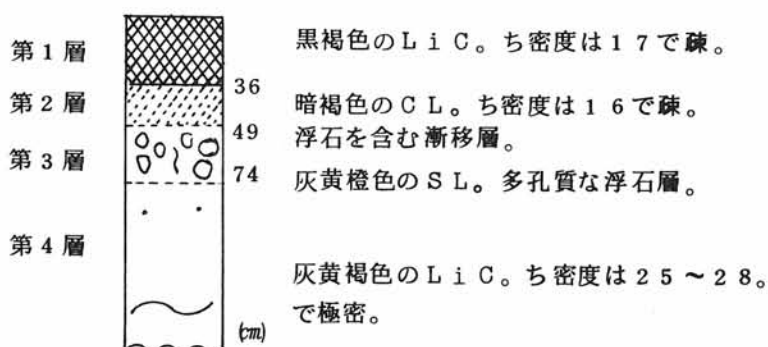 第1層
黒褐色のLiC。ち密度は17で疎。
36
第2層
暗褐色のCL。ち密度は16で疎。
49
浮石を含む漸移層。
第3層
74
灰黄橙色のSL。多孔質な浮石層。
第4層
灰黄褐色のLiC。ち密度は25~28。
で極密。
(cm)